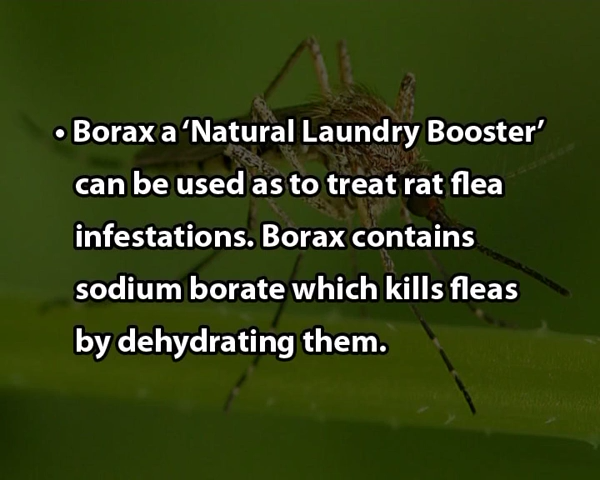 • Borax a ‘Natural Laundry Booster’
can be used as to treat rat flea
infestations. Borax contains
sodium borate which kills fleas
by dehydrating them.